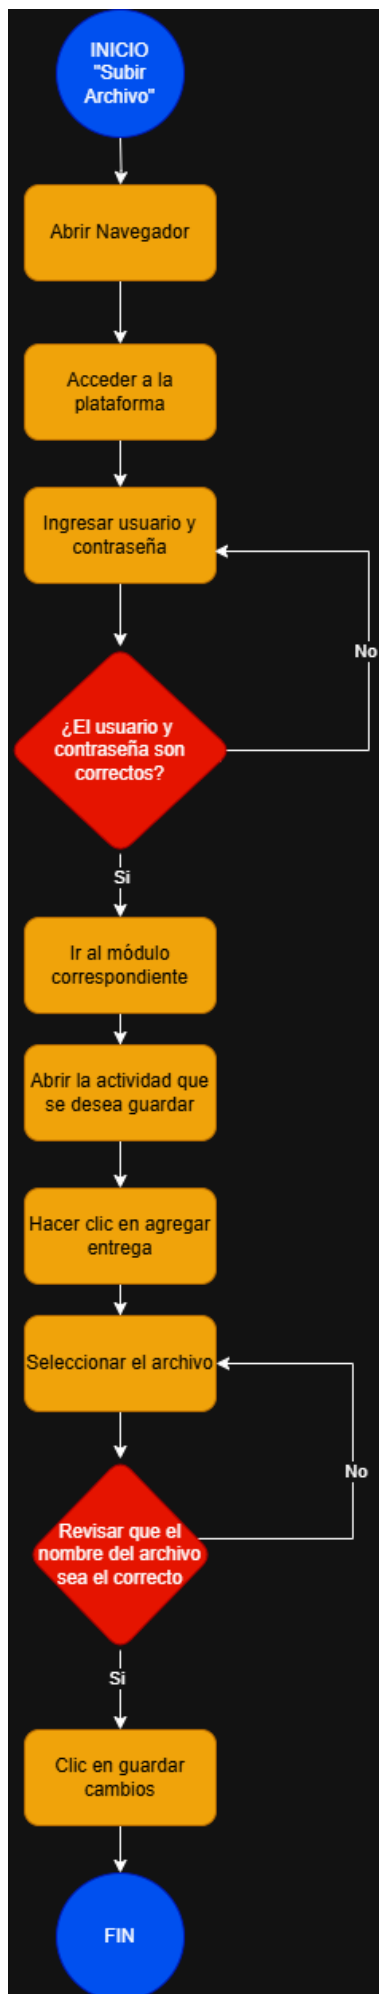 INICIO
"Subir
Archivo"
Abrir Navegador
Acceder a la
plataforma
Ingresar usuario y
contraseña
No
¿El usuario y
contraseña son
correctos?
Si
Ir al módulo
correspondiente
Abrir la actividad que
se desea guardar
Hacer clic en agregar
entrega
Seleccionar el archivo
No
Revisar que el
nombre del archivo
sea el correcto
Si
Clic en guardar
cambios
FIN